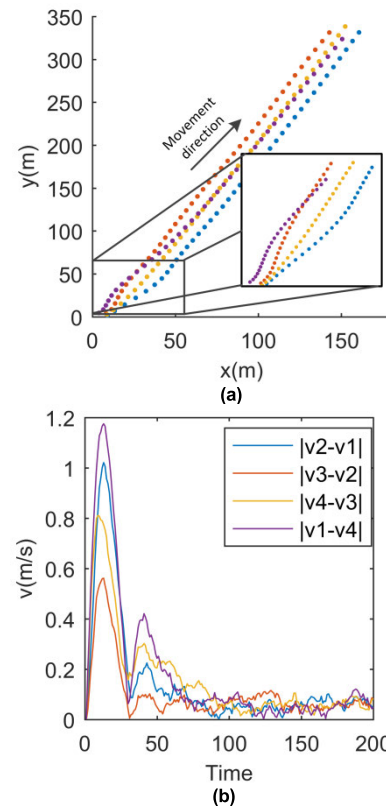 350
300
250
200
150
100
50
0
y(m)
Movement
direction
0 50 100 150
x(m)
(a)
1.2
1
0.8
0.6
0.4
0.2
0
v(m/s)
|v2-v1|
|v3-v2|
|v4-v3|
|v1-v4|
0 50 100 150 200
Time
(b)